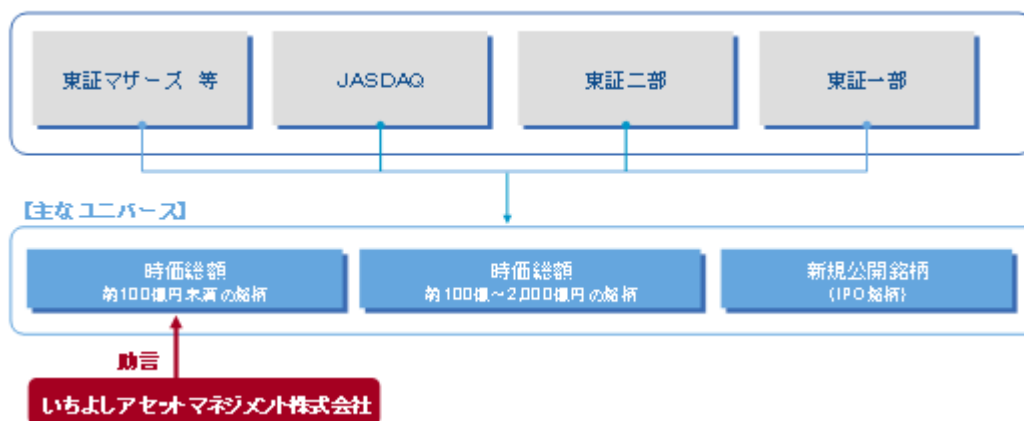 東証マザーズ 等
JASDAQ
東証二部
東証一部
【主なユニバース】
時価総額
約100億円未満の銘柄
時価総額
約100億～2,000億円の銘柄
新規公開銘柄
(IPO銘柄)
助言
いちよしアセットマネジメント株式会社